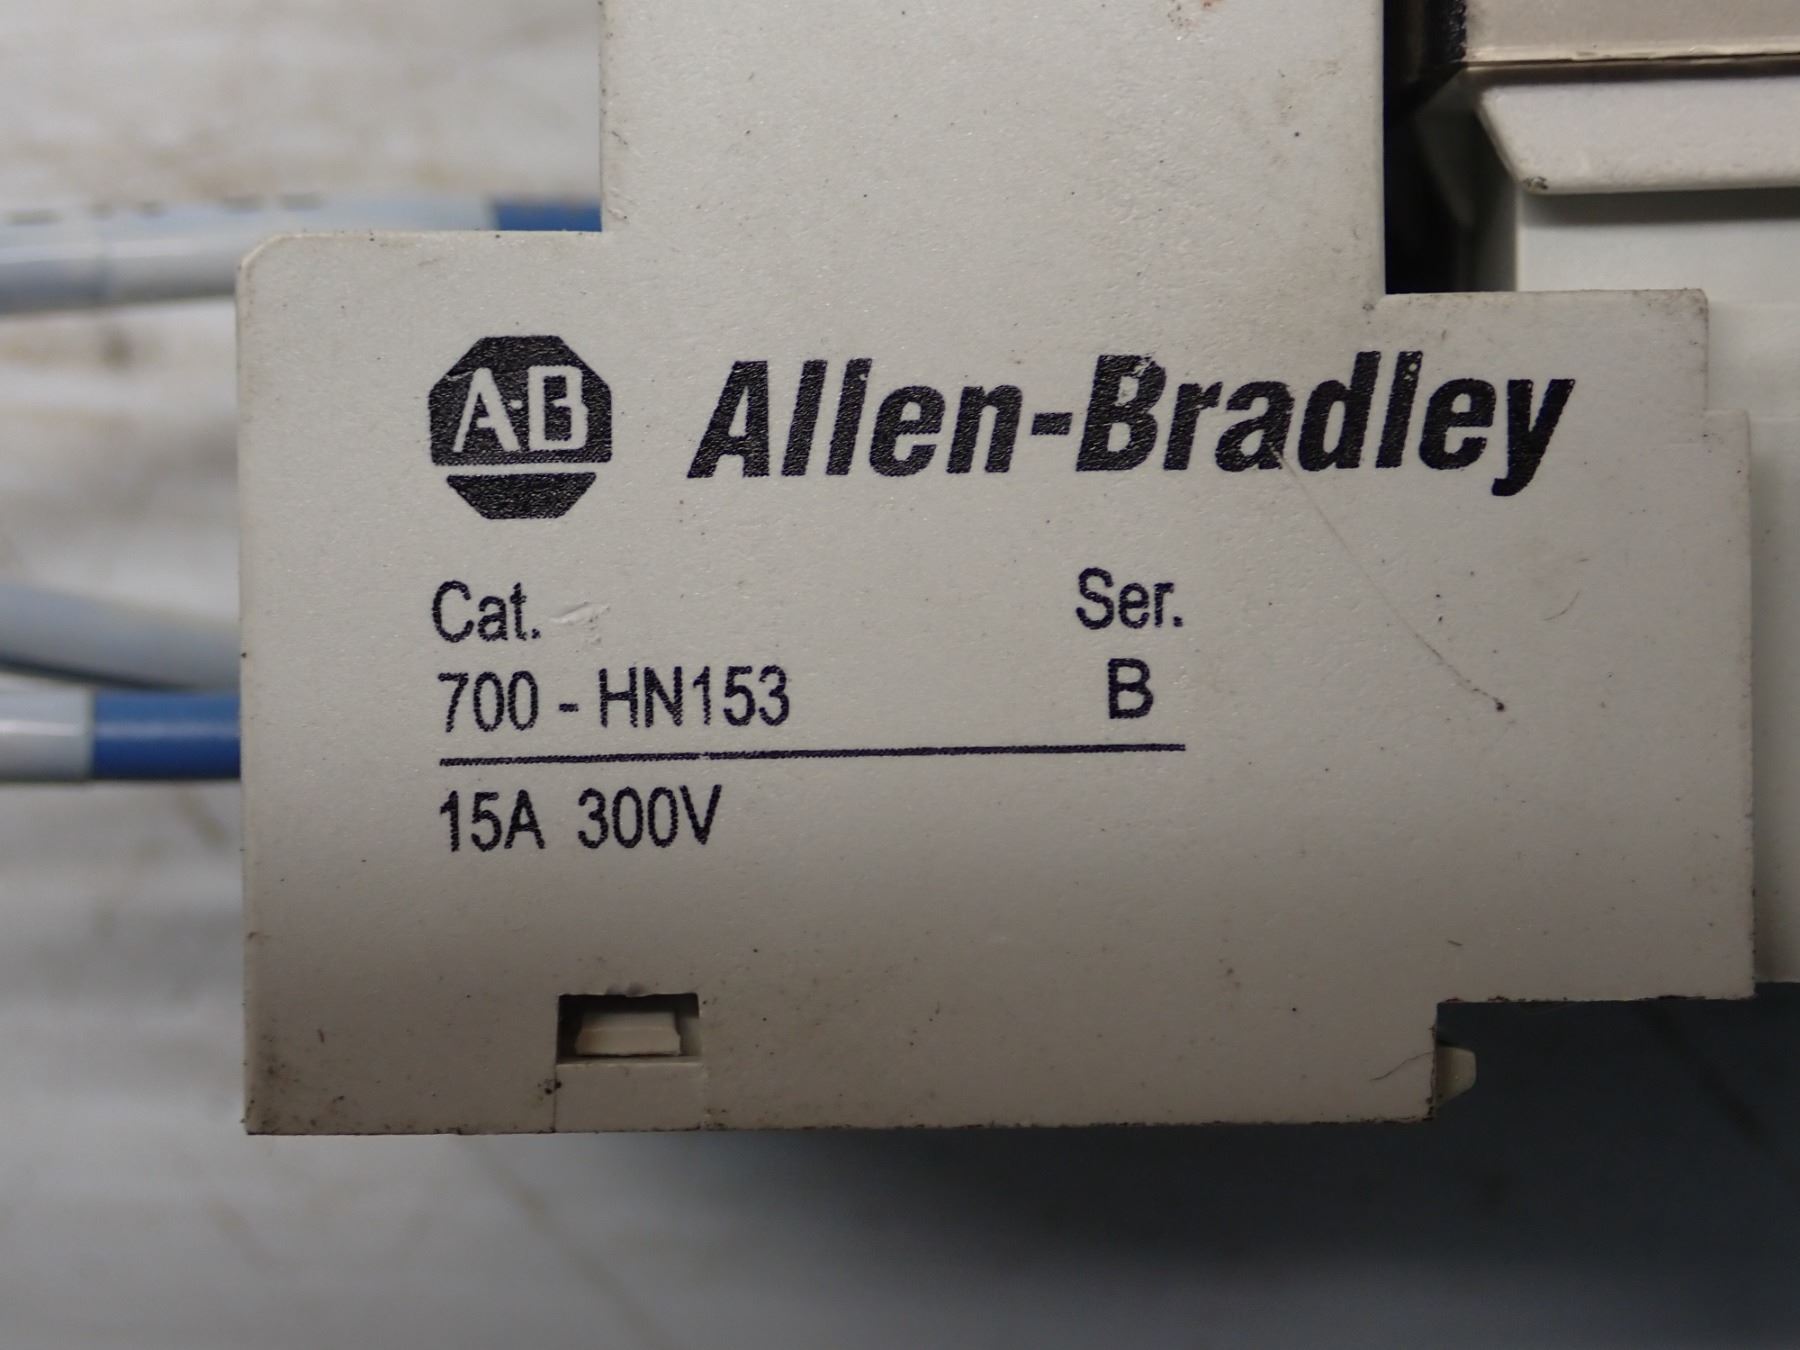 AB Allen-Bradley
Cat. Ser.
700 - HN153 B
15A 300V